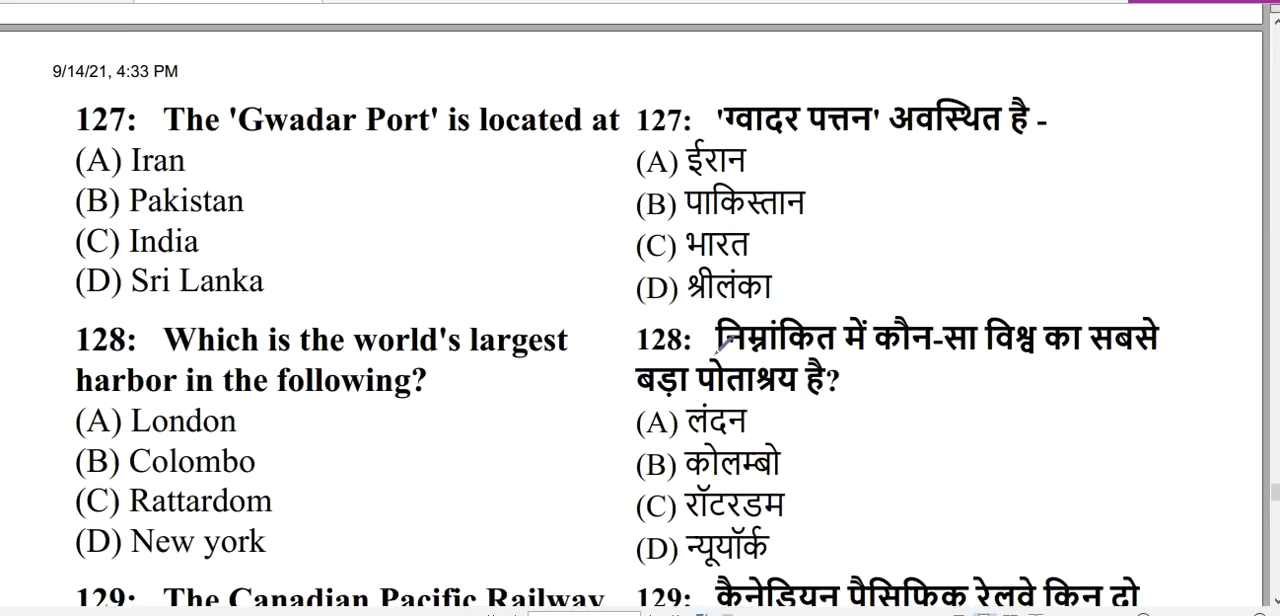 9/14/21, 4:33 PM
127: The 'Gwadar Port' is located at
(A) Iran
(B) Pakistan
(C) India
(D) Sri Lanka
128: Which is the world's largest
harbor in the following?
(A) London
(B) Colombo
(C) Rattardom
(D) New york
129: The Canadian Pacific Railway
127: 'ग्वादर पत्तन' अवस्थित है -
(A) ईरान
(B) पाकिस्तान
(C) भारत
(D) श्रीलंका
128: निम्नांकित में कौन-सा विश्व का सबसे
बड़ा पोताश्रय है?
(A) लंदन
(B) कोलम्बो
(C) रॉटरडम
(D) न्यूयॉर्क
129: कैनेडियन पैसिफिक रेलवे किन दो